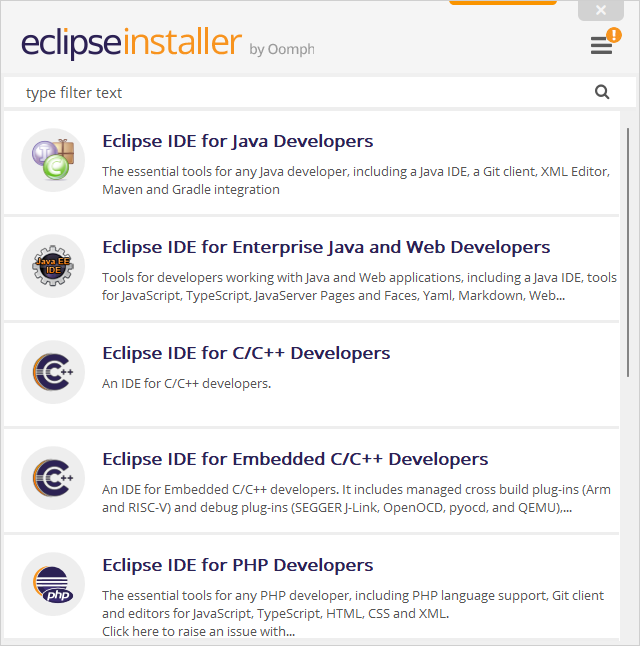 eclipseinstaller by Oomph
!
type filter text
Eclipse IDE for Java Developers
The essential tools for any Java developer, including a Java IDE, a Git client, XML Editor,
Maven and Gradle integration
Java EE
IDE
Eclipse IDE for Enterprise Java and Web Developers
Tools for developers working with Java and Web applications, including a Java IDE, tools
for JavaScript, TypeScript, JavaServer Pages and Faces, Yaml, Markdown, Web...
C++
Eclipse IDE for C/C++ Developers
An IDE for C/C++ developers.
C++
Eclipse IDE for Embedded C/C++ Developers
An IDE for Embedded C/C++ developers. It includes managed cross build plug-ins (Arm
and RISC-V) and debug plug-ins (SEGGER J-Link, OpenOCD, pyocd, and QEMU),...
php
Eclipse IDE for PHP Developers
The essential tools for any PHP developer, including PHP language support, Git client
and editors for JavaScript, TypeScript, HTML, CSS and XML.
Click here to raise an issue with...